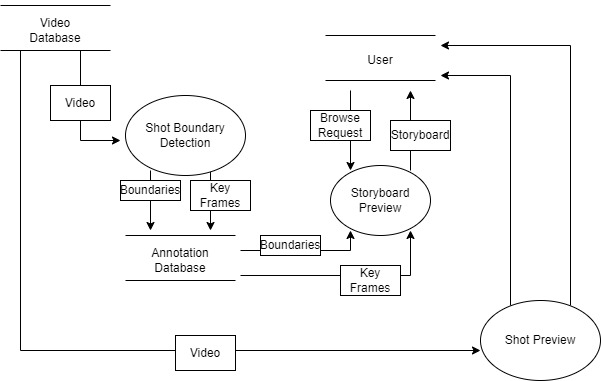 Video
Database
User
Video
Browse
Request
Storyboard
Shot Boundary
Detection
Boundaries
Key
Frames
Storyboard
Preview
Annotation
Database
Boundaries
Key
Frames
Video
Shot Preview